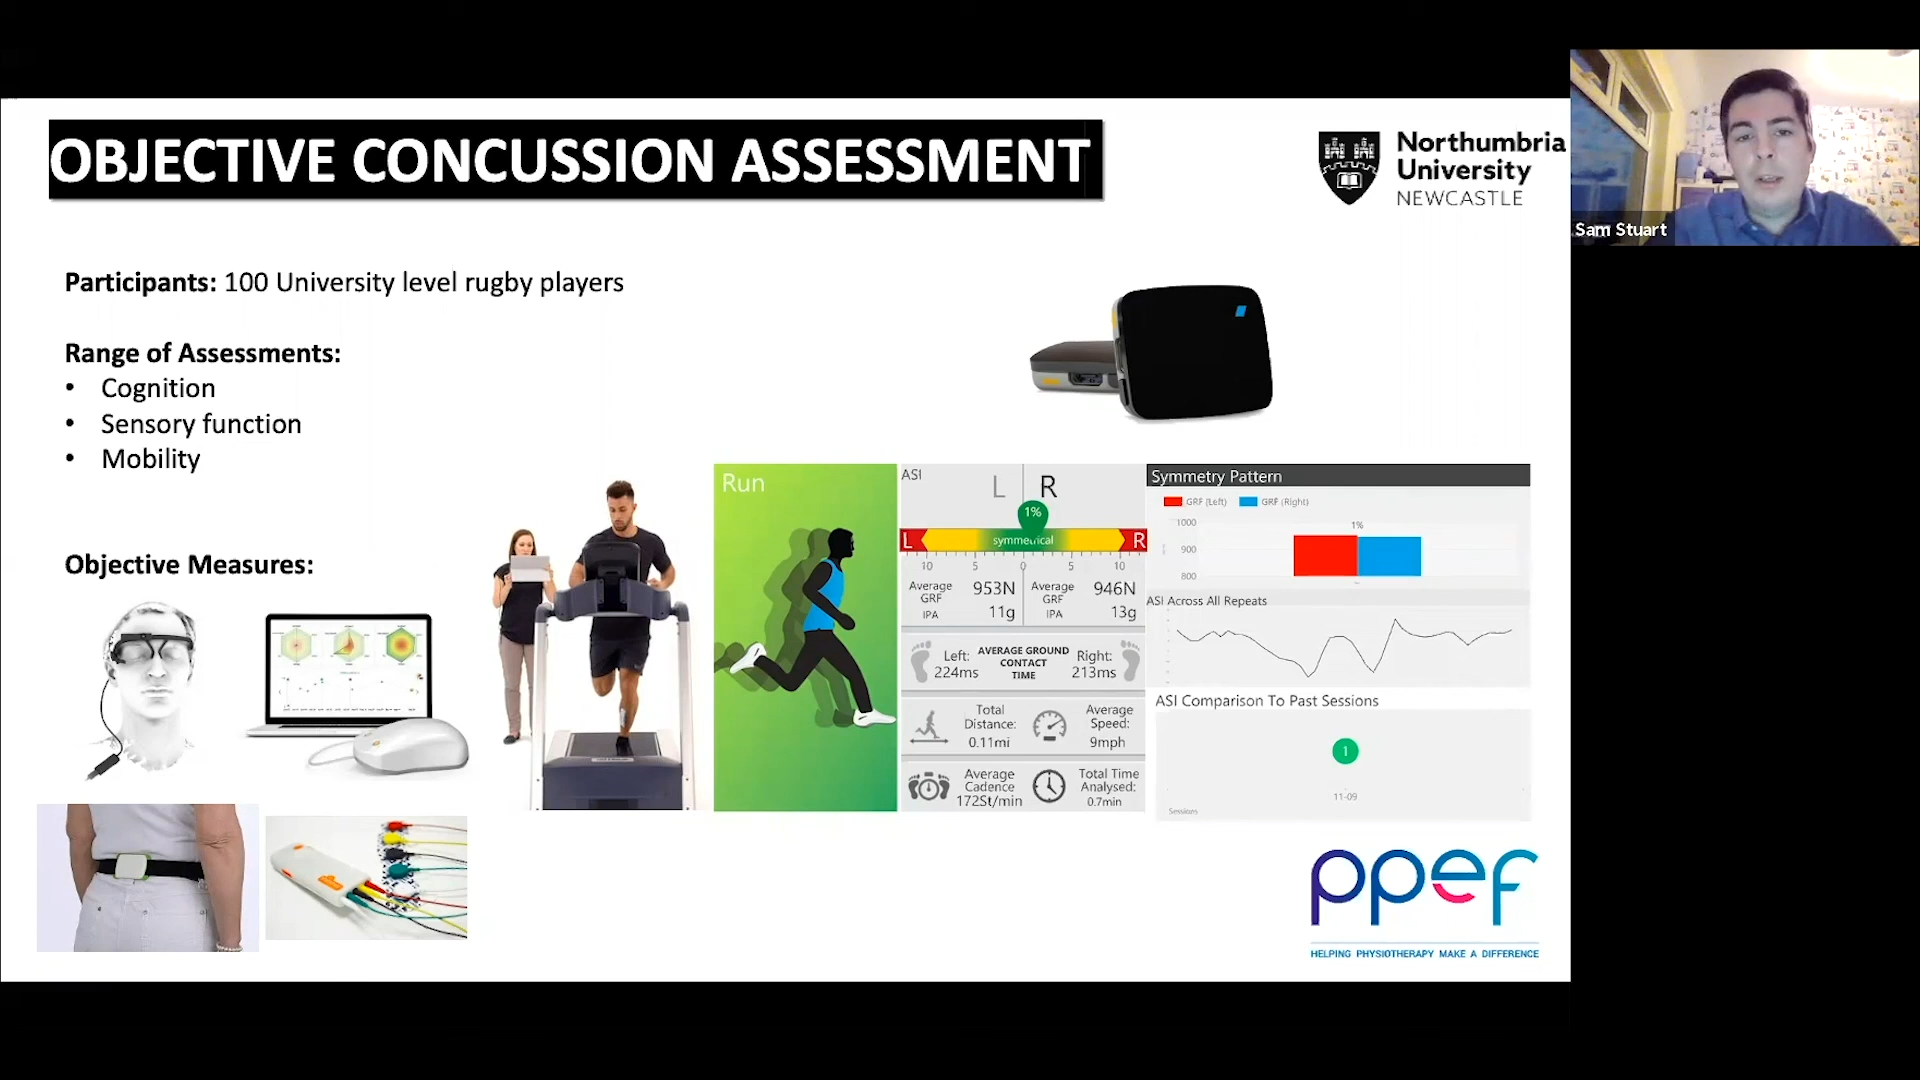 OBJECTIVE CONCUSSION ASSESSMENT
Northumbria
University
NEWCASTLE
Sam Stuart
Participants: 100 University level rugby players
Range of Assessments:
• Cognition
• Sensory function
• Mobility
Objective Measures:
Run
ASI
L R
1%
L symmetrical R
10 5 0 5 10
Average GRF 953N
IPA 11g
Average GRF 946N
IPA 13g
Left: 224ms
AVERAGE GROUND
CONTACT
TIME
Right: 213ms
Total
Distance:
0.11mi
Average
Speed:
9mph
Average
Cadence
172St/min
Total Time
Analysed:
0.7min
Symmetry Pattern
GRF (Left) GRF (Right)
1%
1000
900
800
ASI Across All Repeats
ASI Comparison To Past Sessions
1
11-09
Sessions
ppef
HELPING PHYSIOTHERAPY MAKE A DIFFERENCE